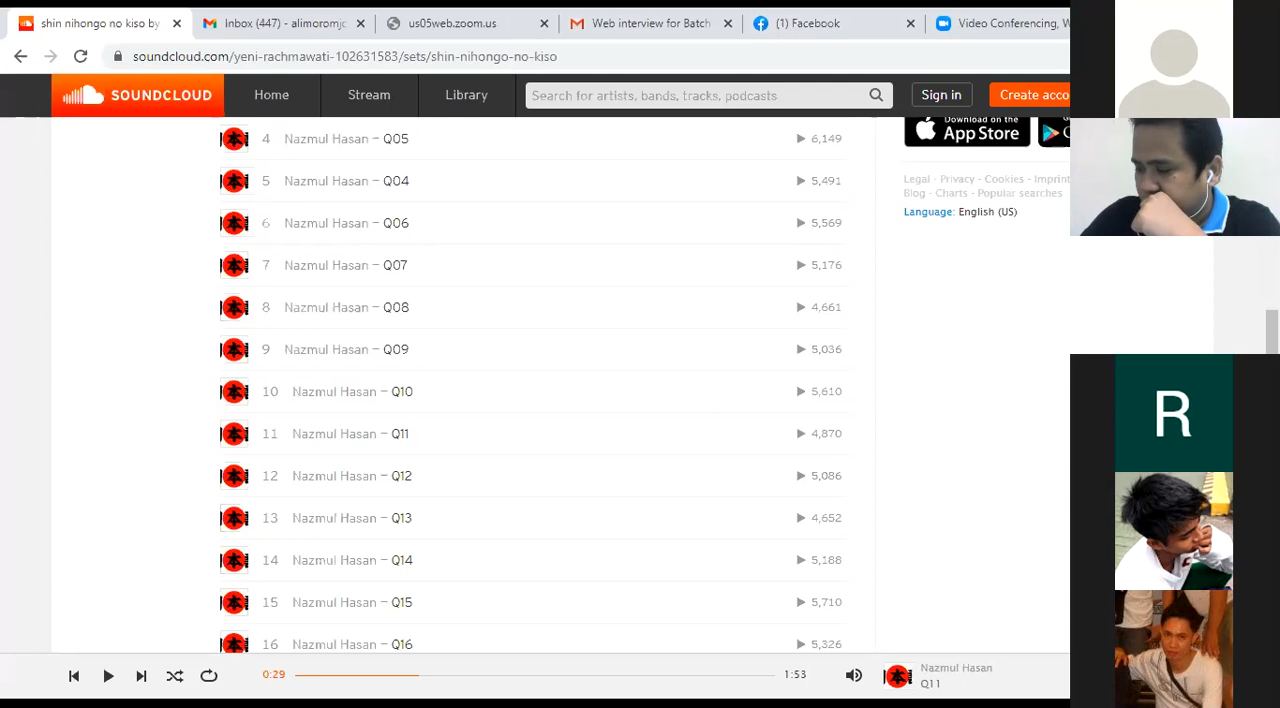 shin nihongo no kiso by
Inbox (447) - alimoromjc
us05web.zoom.us
Web interview for Batch
(1) Facebook
Video Conferencing, W
soundcloud.com/yeni-rachmawati-102631583/sets/shin-nihongo-no-kiso
SOUNDCLOUD
Home
Stream
Library
Search for artists, bands, tracks, podcasts
Sign in
Create acco
4 Nazmul Hasan – Q05 6,149
5 Nazmul Hasan – Q04 5,491
6 Nazmul Hasan – Q06 5,569
7 Nazmul Hasan – Q07 5,176
8 Nazmul Hasan – Q08 4,661
9 Nazmul Hasan – Q09 5,036
10 Nazmul Hasan – Q10 5,610
11 Nazmul Hasan – Q11 4,870
12 Nazmul Hasan – Q12 5,086
13 Nazmul Hasan – Q13 4,652
14 Nazmul Hasan – Q14 5,188
15 Nazmul Hasan – Q15 5,710
16 Nazmul Hasan – Q16 5,326
Download on the
App Store
Legal - Privacy - Cookies - Imprint
Blog - Charts - Popular searches
Language: English (US)
0:29
1:53
Nazmul Hasan
Q11
R